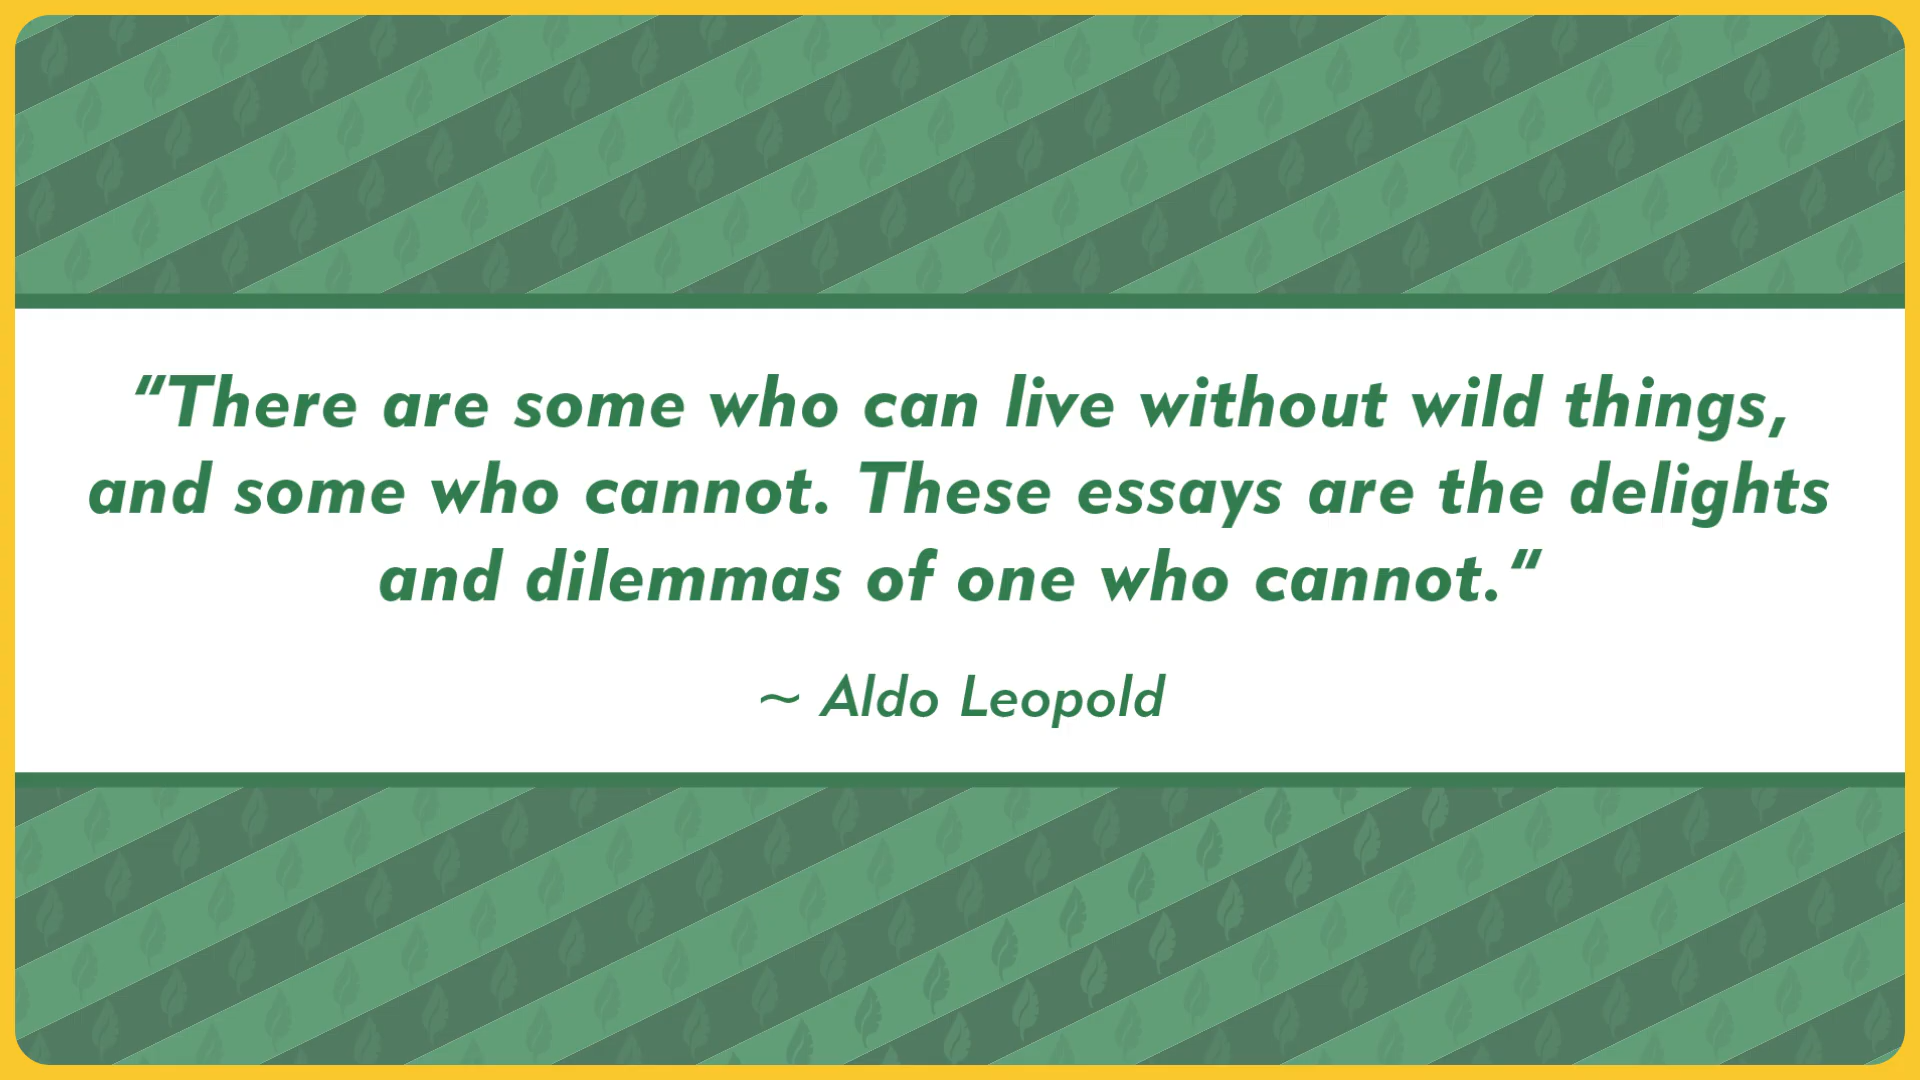 “There are some who can live without wild things,
and some who cannot. These essays are the delights
and dilemmas of one who cannot.“
~ Aldo Leopold